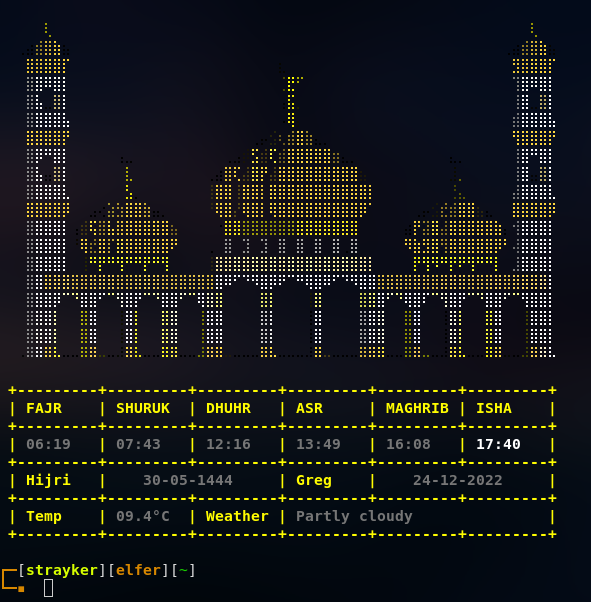 FAJR SHURUK DHUHR ASR MAGHRIB ISHA
06:19 07:43 12:16 13:49 16:08 17:40
Hijri 30-05-1444 Greg 24-12-2022
Temp 09.4°C Weather Partly cloudy
[strayker][elfer][~]